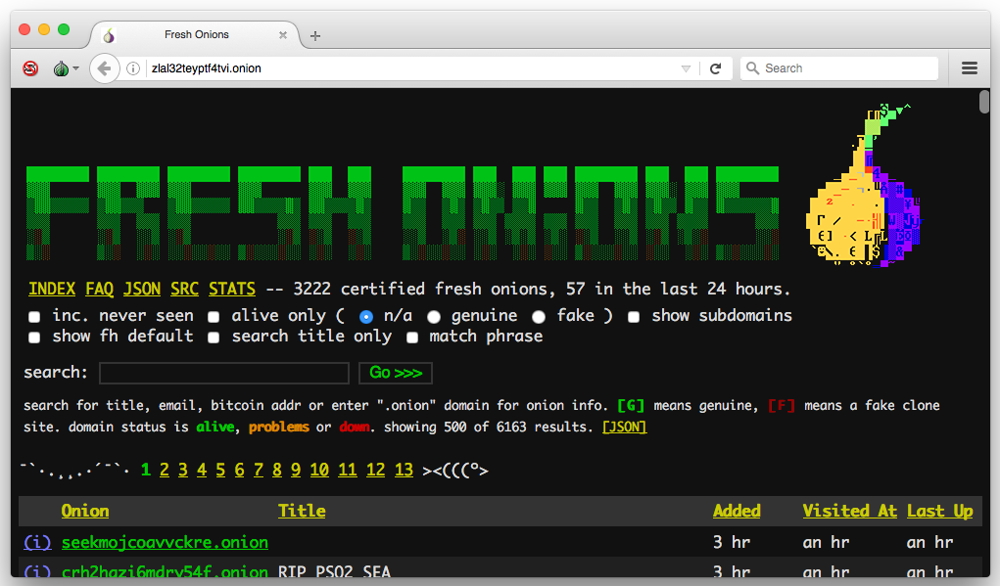 Fresh Onions
zlal32teyptf4tvi.onion
Search
FRESH ONIONS
INDEX FAQ JSON SRC STATS -- 3222 certified fresh onions, 57 in the last 24 hours.
inc. never seen alive only ( n/a genuine fake ) show subdomains
show fh default search title only match phrase
search: Go >>>
search for title, email, bitcoin addr or enter ".onion" domain for onion info. [G] means genuine, [F] means a fake clone
site. domain status is alive, problems or down. showing 500 of 6163 results. [JSON]
¯`·.¸¸.·´¯`· 1 2 3 4 5 6 7 8 9 10 11 12 13 ><(((º>
Onion Title Added Visited At Last Up
(i) seekmojcoavvckre.onion 3 hr an hr an hr
(i) crh2hazi6mdrv54f.onion RIP PSO2 SEA 3 hr an hr an hr